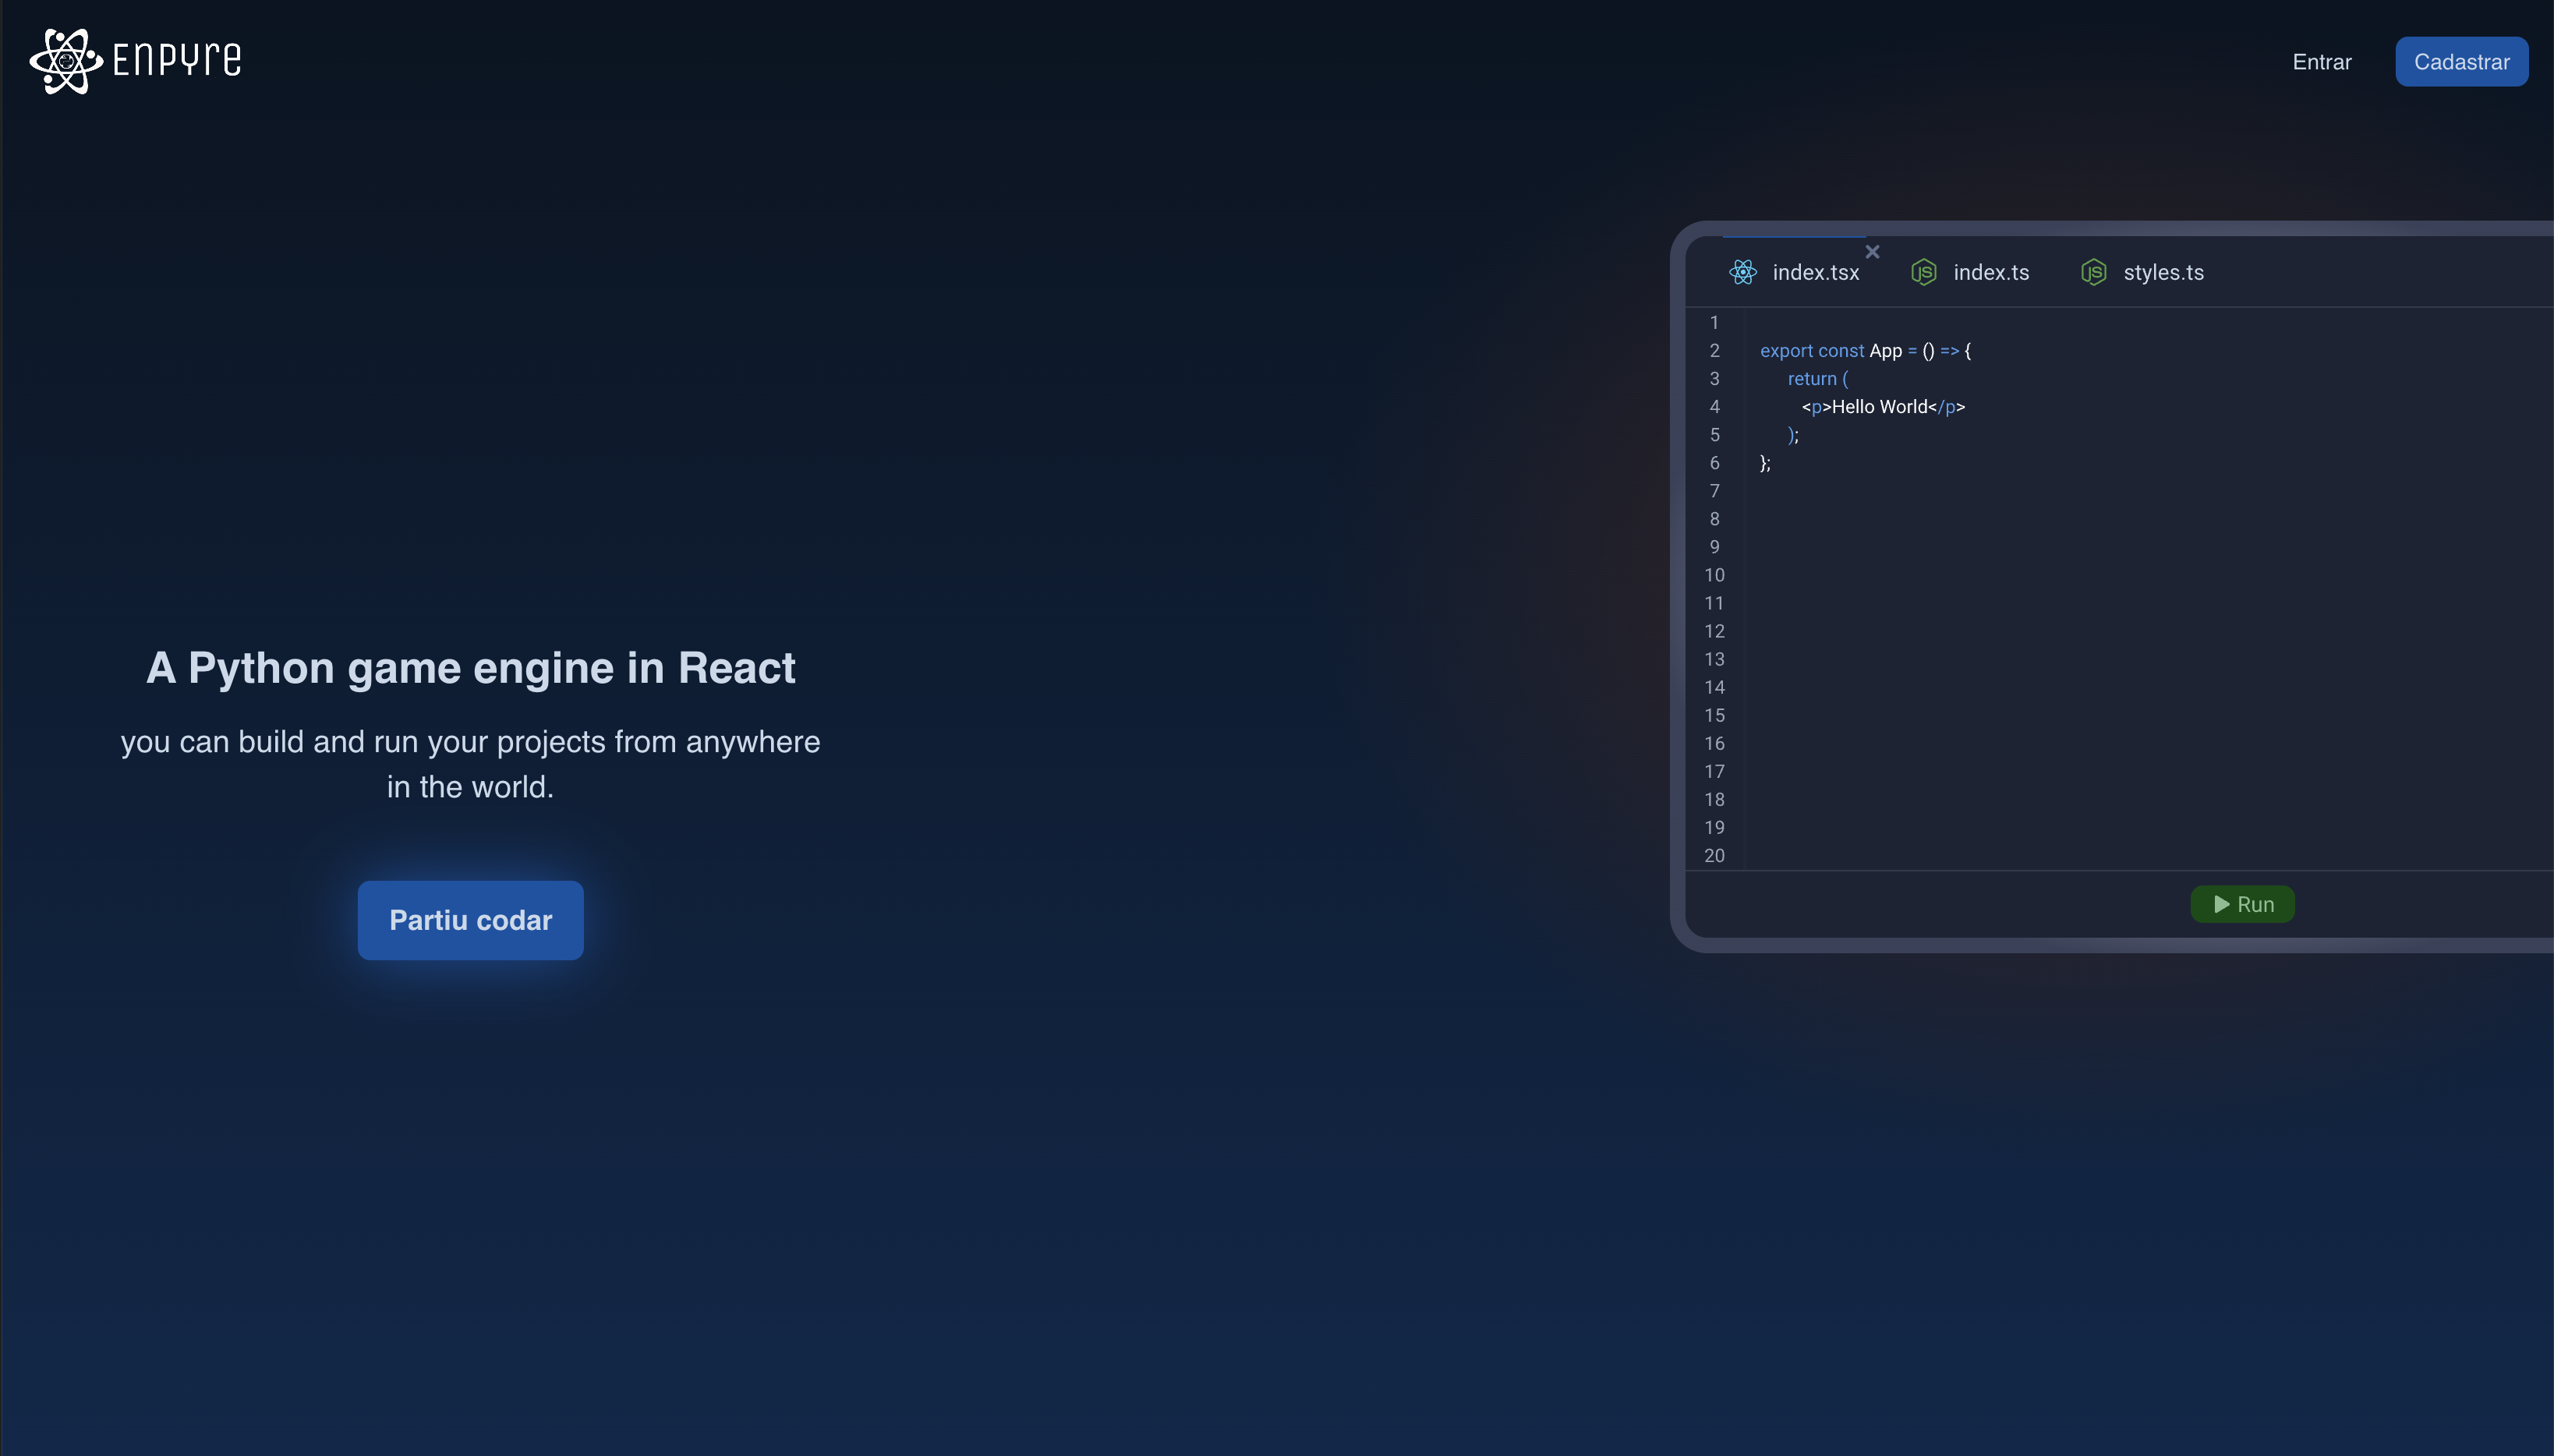 ENPYRE
Entrar
Cadastrar
A Python game engine in React
you can build and run your projects from anywhere
in the world.
Partiu codar
index.tsx
index.ts
styles.ts
1
2 export const App = () => {
3 return (
4 <p>Hello World</p>
5 );
6 };
7
8
9
10
11
12
13
14
15
16
17
18
19
20
Run